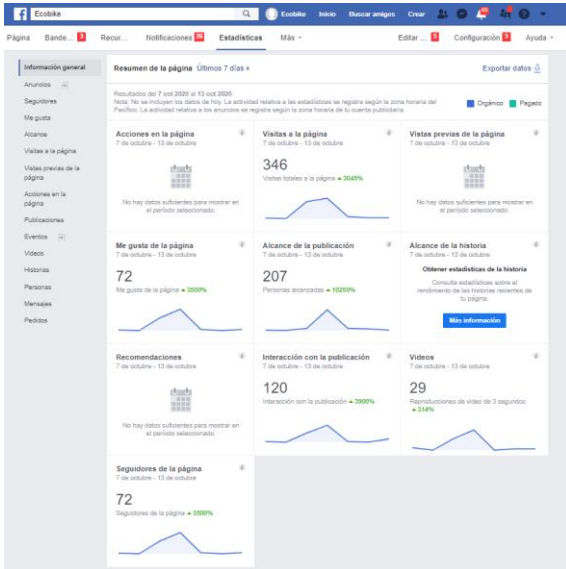 Ecobike
Ecobike Inicio Buscar amigos Crear
Página Bande... 3 Recur... Notificaciones Estadísticas Más Editar ... Configuración Ayuda
Información general
Anuncios
Seguidores
Me gusta
Alcance
Visitas a la página
Vistas previas de la
página
Acciones en la
página
Publicaciones
Eventos
Videos
Historias
Personas
Mensajes
Pedidos
Resumen de la página Últimos 7 días
Exportar datos
Resultados del 7 oct 2020 al 13 oct 2020
Nota: No se incluyen los datos de hoy. La actividad relativa a las estadísticas se registra según la zona horaria del
Pacífico. La actividad relativa a los anuncios se registra según la zona horaria de tu cuenta publicitaria.
Orgánico Pagado
Acciones en la página
7 de octubre - 13 de octubre
No hay datos suficientes para mostrar en
el período seleccionado.
Visitas a la página
7 de octubre - 13 de octubre
346
Visitas totales a la página ▲ 3045%
Vistas previas de la página
7 de octubre - 13 de octubre
No hay datos suficientes para mostrar en
el período seleccionado.
Me gusta de la página
7 de octubre - 13 de octubre
72
Me gusta de la página ▲ 3500%
Alcance de la publicación
7 de octubre - 13 de octubre
207
Personas alcanzadas ▲ 10250%
Alcance de la historia
7 de octubre - 13 de octubre
Obtener estadísticas de la historia
Consulta estadísticas sobre el
rendimiento de las historias recientes de
tu página.
Más información
Recomendaciones
7 de octubre - 13 de octubre
No hay datos suficientes para mostrar en
el período seleccionado.
Interacción con la publicación
7 de octubre - 13 de octubre
120
Interacción con la publicación ▲ 3900%
Videos
7 de octubre - 13 de octubre
29
Reproducciones de video de 3 segundos
▲ 314%
Seguidores de la página
7 de octubre - 13 de octubre
72
Seguidores de la página ▲ 3500%